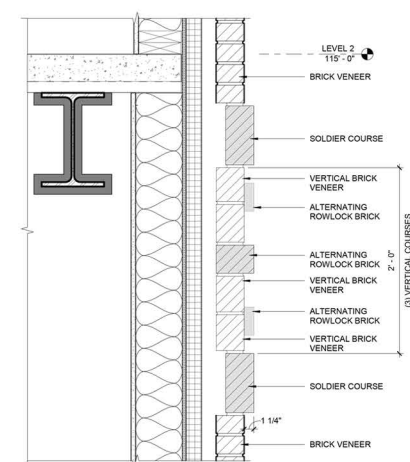 LEVEL 2
115' - 0"
BRICK VENEER
SOLDIER COURSE
VERTICAL BRICK
VENEER
ALTERNATING
ROWLOCK BRICK
ALTERNATING
ROWLOCK BRICK
VERTICAL BRICK
VENEER
ALTERNATING
ROWLOCK BRICK
VERTICAL BRICK
VENEER
2' - 0"
(3) VERTICAL COURSES
SOLDIER COURSE
1 1/4"
BRICK VENEER